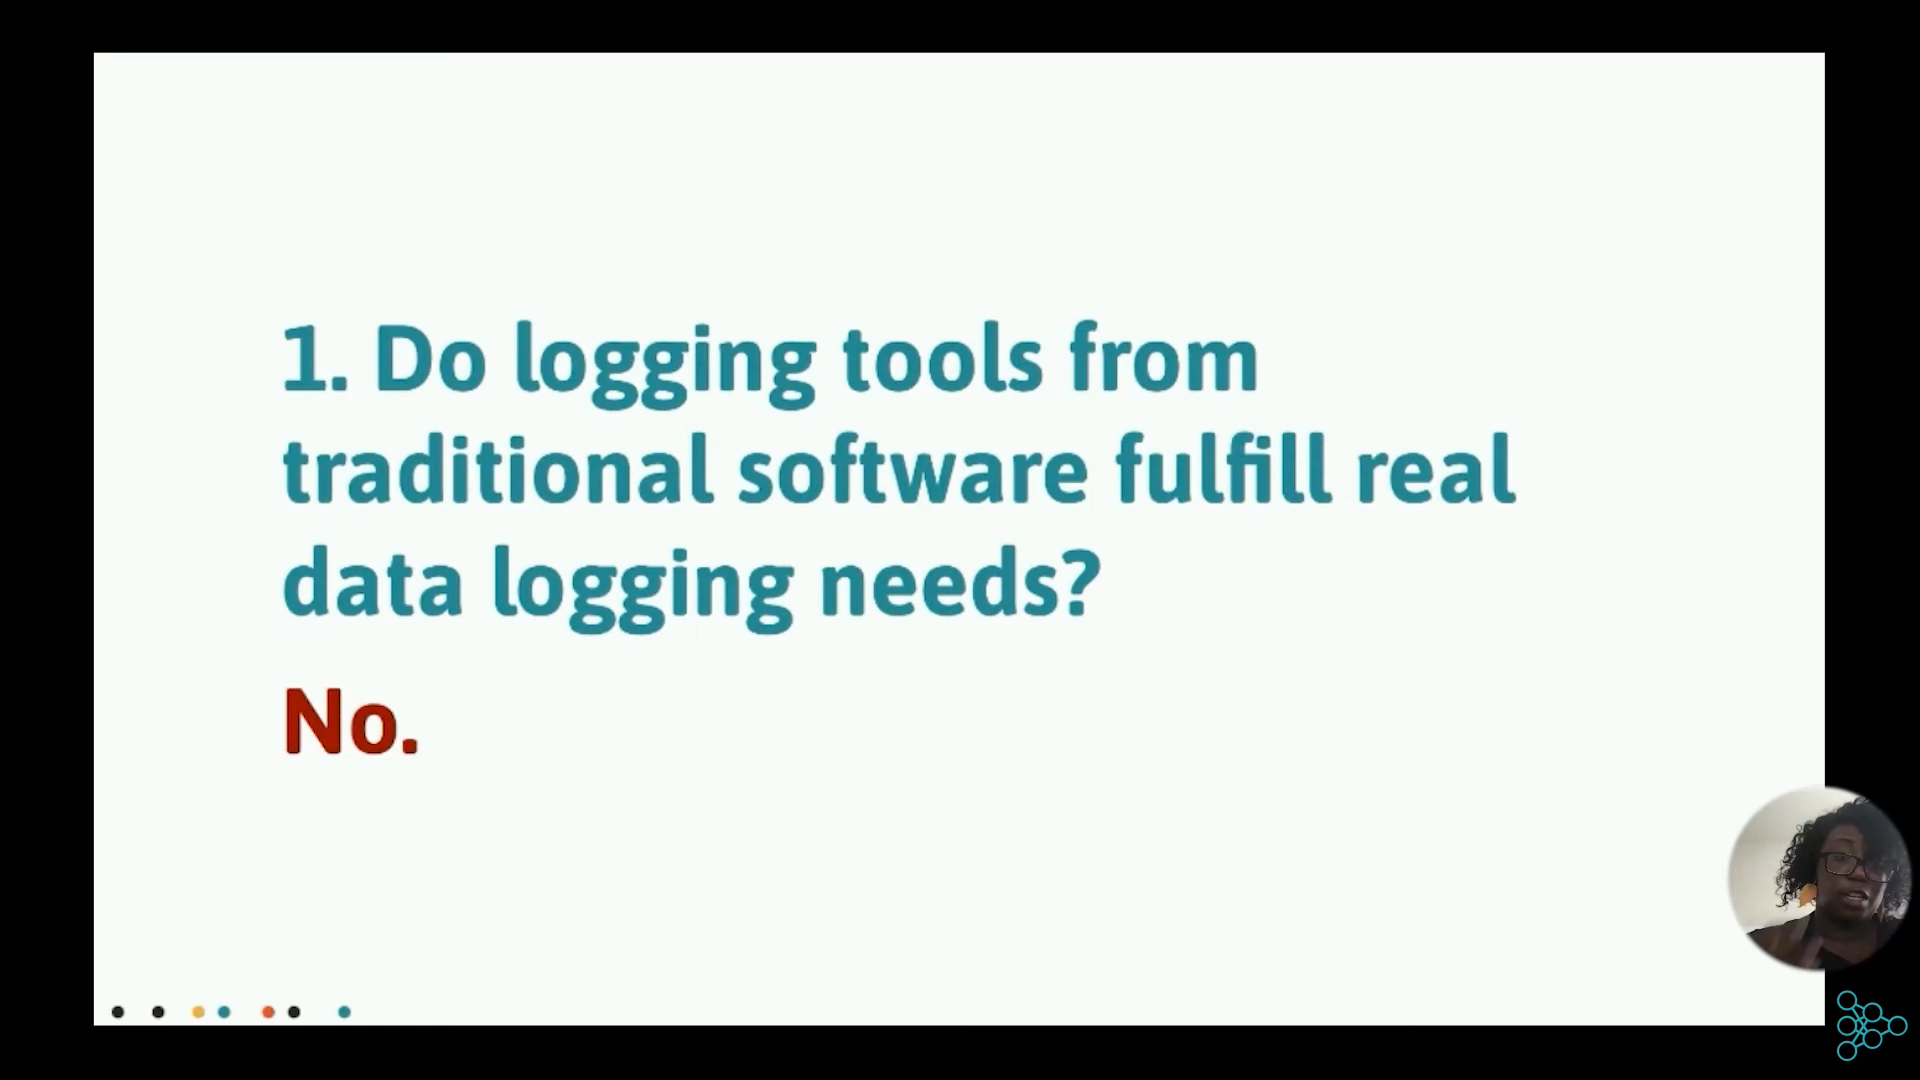 1. Do logging tools from
traditional software fulfill real
data logging needs?
No.